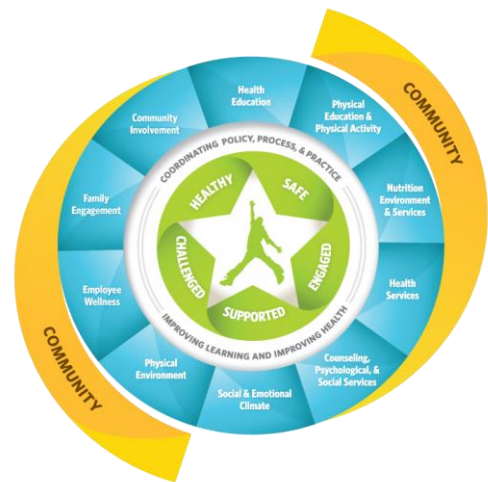 COMMUNITY
Health
Education
Physical
Education &
Physical Activity
Nutrition
Environment
& Services
Health
Services
Counseling,
Psychological, &
Social Services
Social & Emotional
Climate
Physical
Environment
Employee
Wellness
Family
Engagement
Community
Involvement
COMMUNITY
COORDINATING POLICY, PROCESS, & PRACTICE
IMPROVING LEARNING AND IMPROVING HEALTH
HEALTHY
SAFE
ENGAGED
SUPPORTED
CHALLENGED